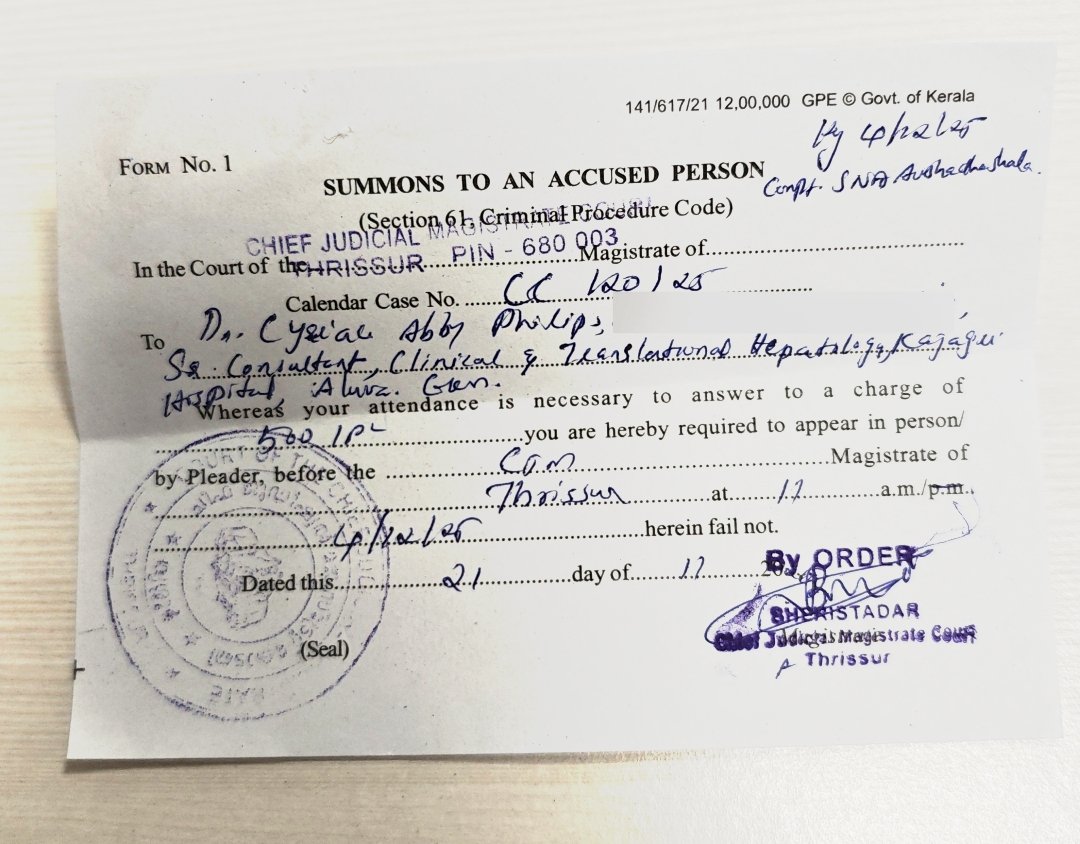 141/617/21 12,00,000 GPE © Govt. of Kerala
Hg 4/12/25
Complt. SNA Aushadhashala.
FORM No. 1
SUMMONS TO AN ACCUSED PERSON
(Section 61, Criminal Procedure Code)
CHIEF JUDICIAL MAGISTRATE COURT
THRISSUR PIN - 680 003
In the Court of the Magistrate of
Calendar Case No. CC 120/25
To Dr. Cyriac Abby Philips,
Sr. Consultant, Clinical & Translational Hepatology, Rajagiri
Hospital, Aluva.
Whereas your attendance is necessary to answer to a charge of
500 IPC you are hereby required to appear in person/
by Pleader, before the CJM Magistrate of
Thrissur at 11 a.m./p.m.
4/12/25 herein fail not.
By ORDER
Dated this 21 day of 11 202
SHERISTADAR
Chief Judicial Magistrate Court
Thrissur
(Seal)